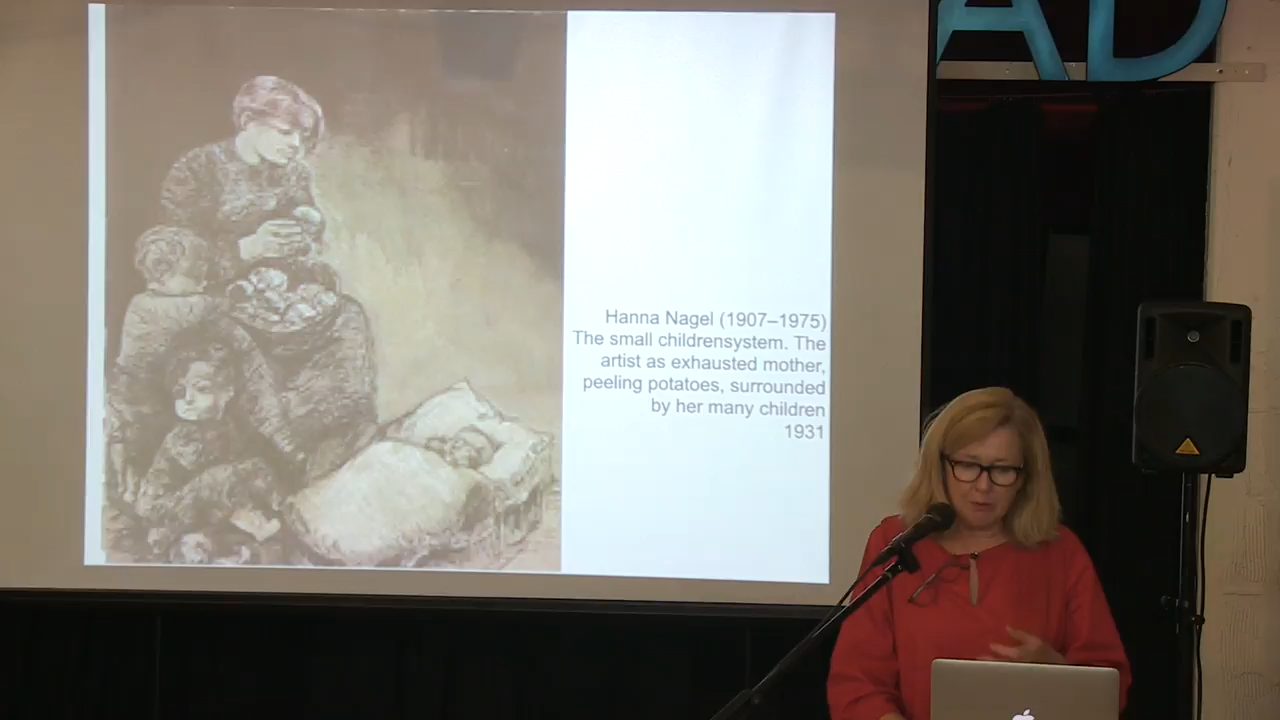 AD
Hanna Nagel (1907–1975)
The small childrensystem. The
artist as exhausted mother,
peeling potatoes, surrounded
by her many children
1931